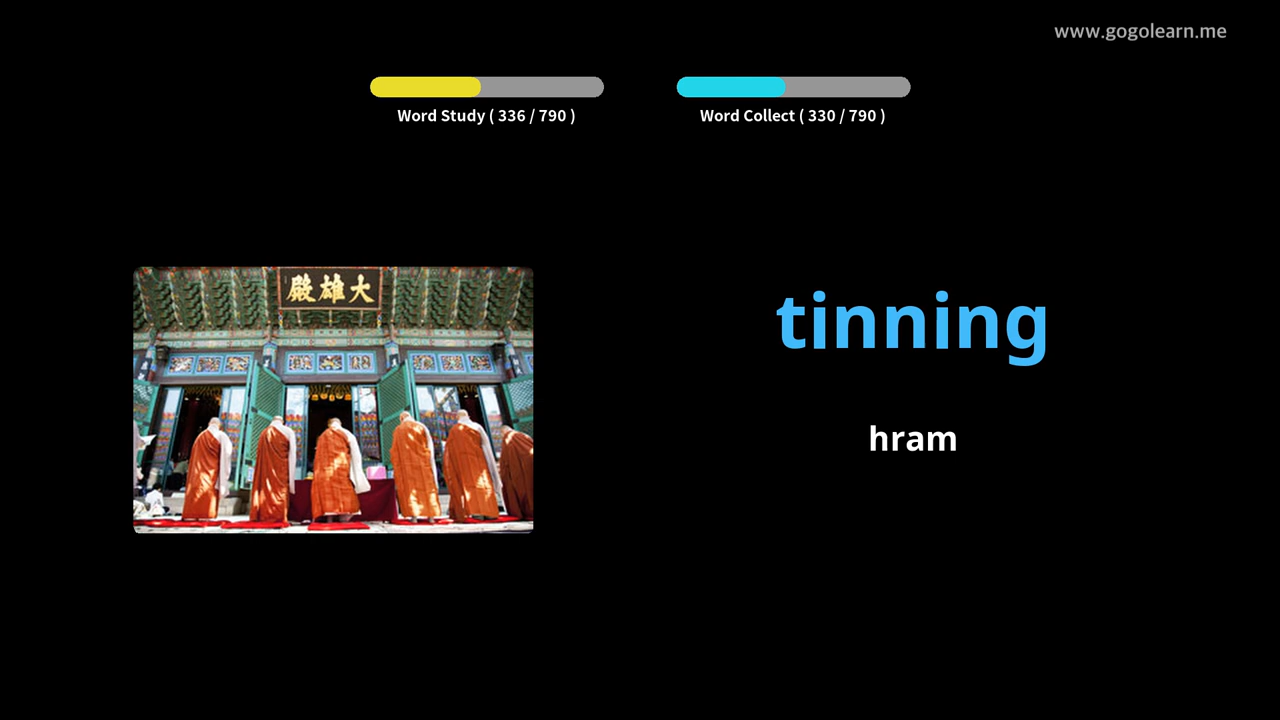 www.gogolearn.me
Word Study ( 336 / 790 )
Word Collect ( 330 / 790 )
殿雄大
tinning
hram